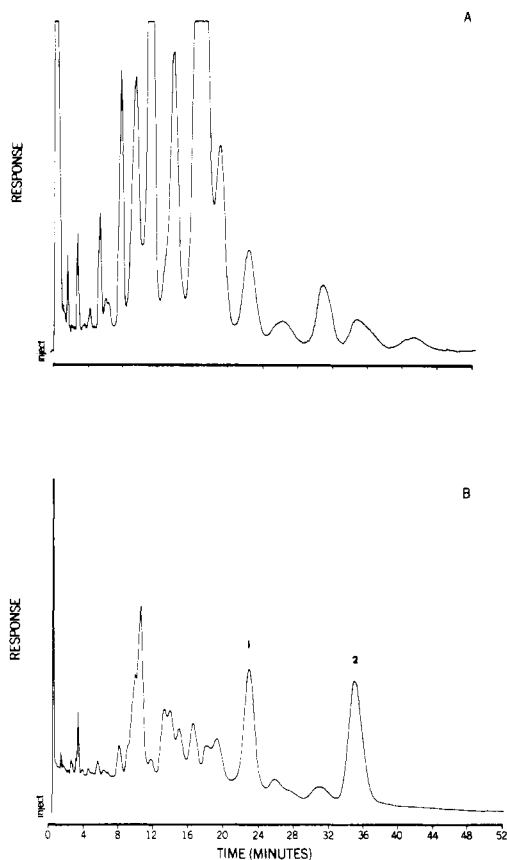 A
RESPONSE
inject
B
RESPONSE
1
2
inject
0 4 8 12 16 20 24 28 32 36 40 44 48 52
TIME (MINUTES)